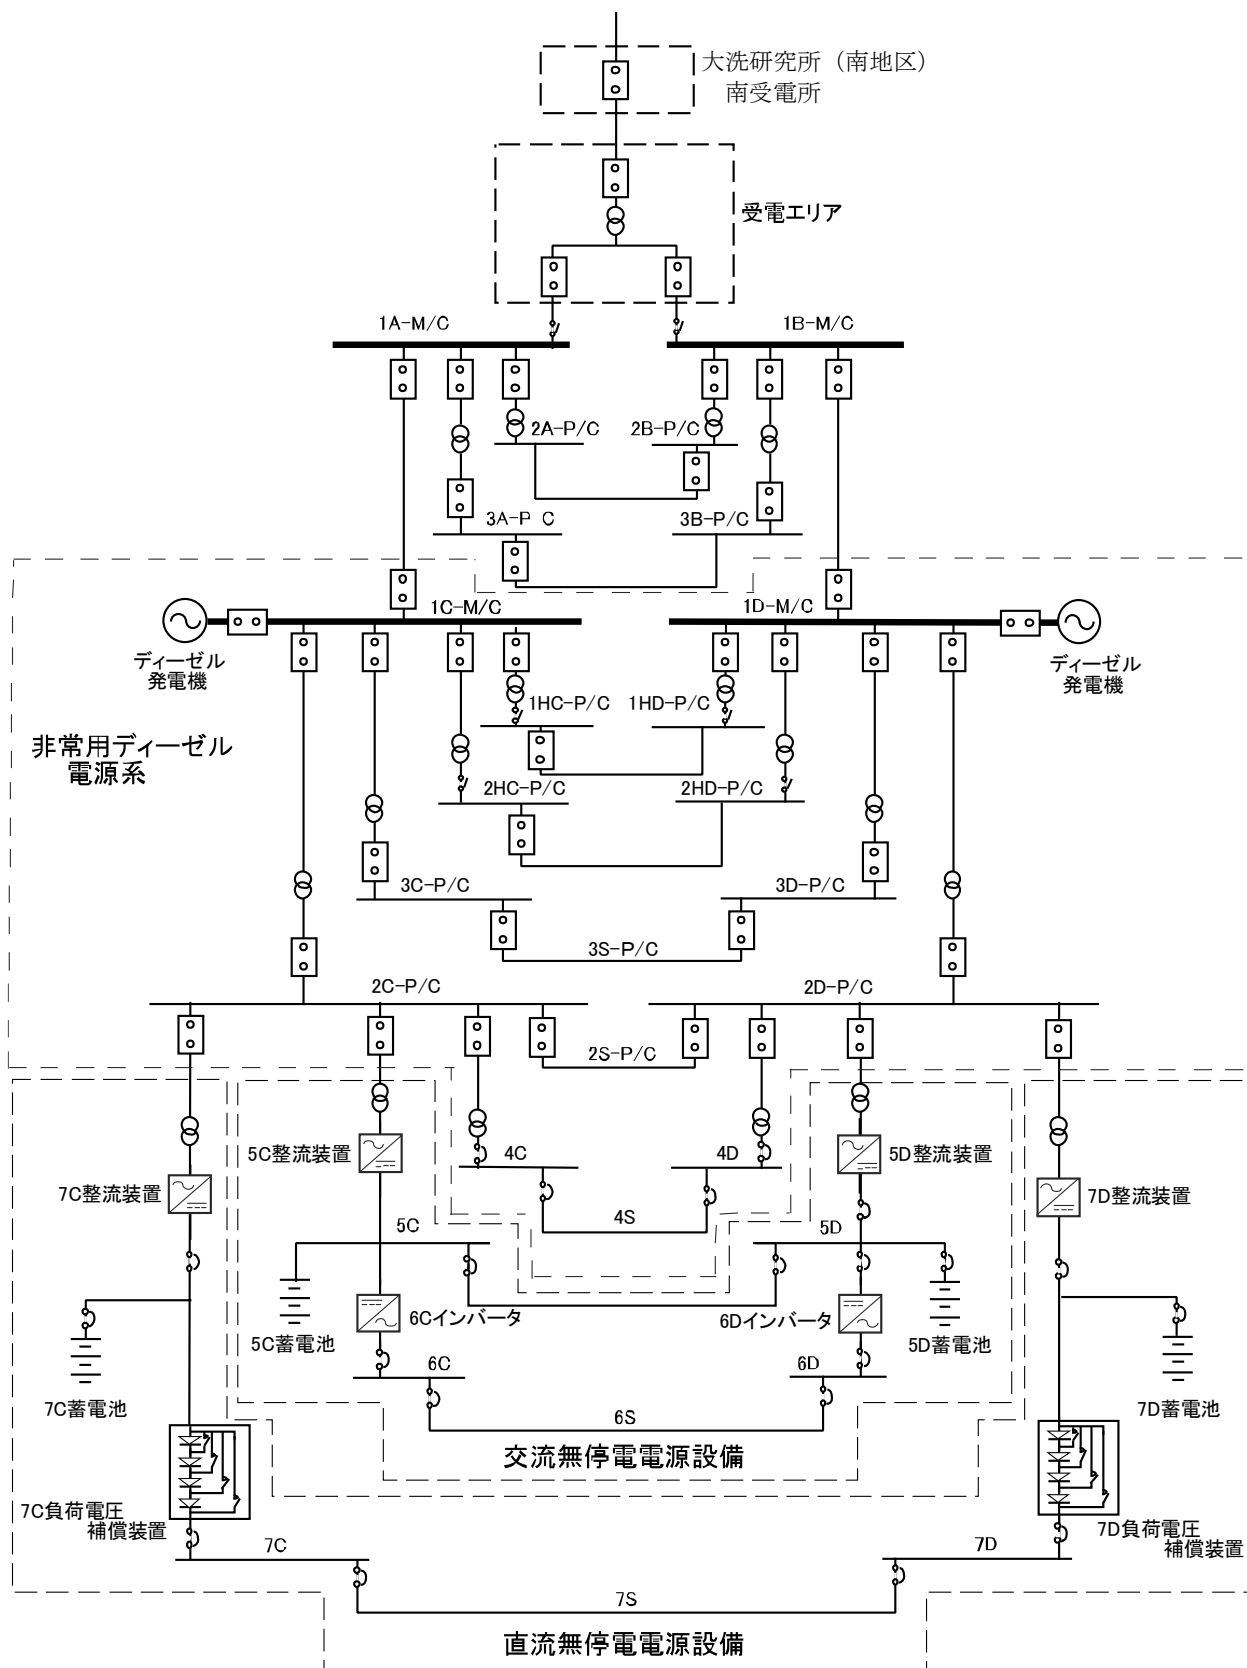 大洗研究所（南地区）
南受電所
受電エリア
1A-M/C
1B-M/C
2A-P/C
2B-P/C
3A-P C
3B-P/C
1C-M/C
1D-M/C
ディーゼル
発電機
ディーゼル
発電機
1HC-P/C
1HD-P/C
非常用ディーゼル
電源系
2HC-P/C
2HD-P/C
3C-P/C
3D-P/C
3S-P/C
2C-P/C
2D-P/C
2S-P/C
5C整流装置
4C
4D
5D整流装置
7C整流装置
7D整流装置
4S
5C
5D
6Cインバータ
6Dインバータ
5C蓄電池
5D蓄電池
6C
6D
7C蓄電池
7D蓄電池
6S
交流無停電電源設備
7C負荷電圧
補償装置
7D負荷電圧
補償装置
7C
7D
7S
直流無停電電源設備